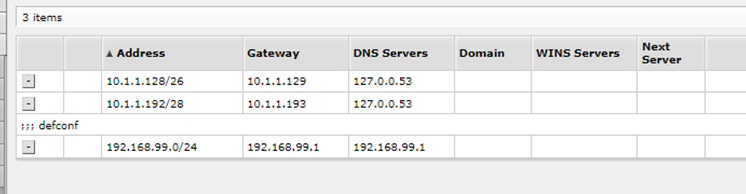 3 items
▲ Address Gateway DNS Servers Domain WINS Servers Next Server
- 10.1.1.128/26 10.1.1.129 127.0.0.53
- 10.1.1.192/28 10.1.1.193 127.0.0.53
;;; defconf
- 192.168.99.0/24 192.168.99.1 192.168.99.1